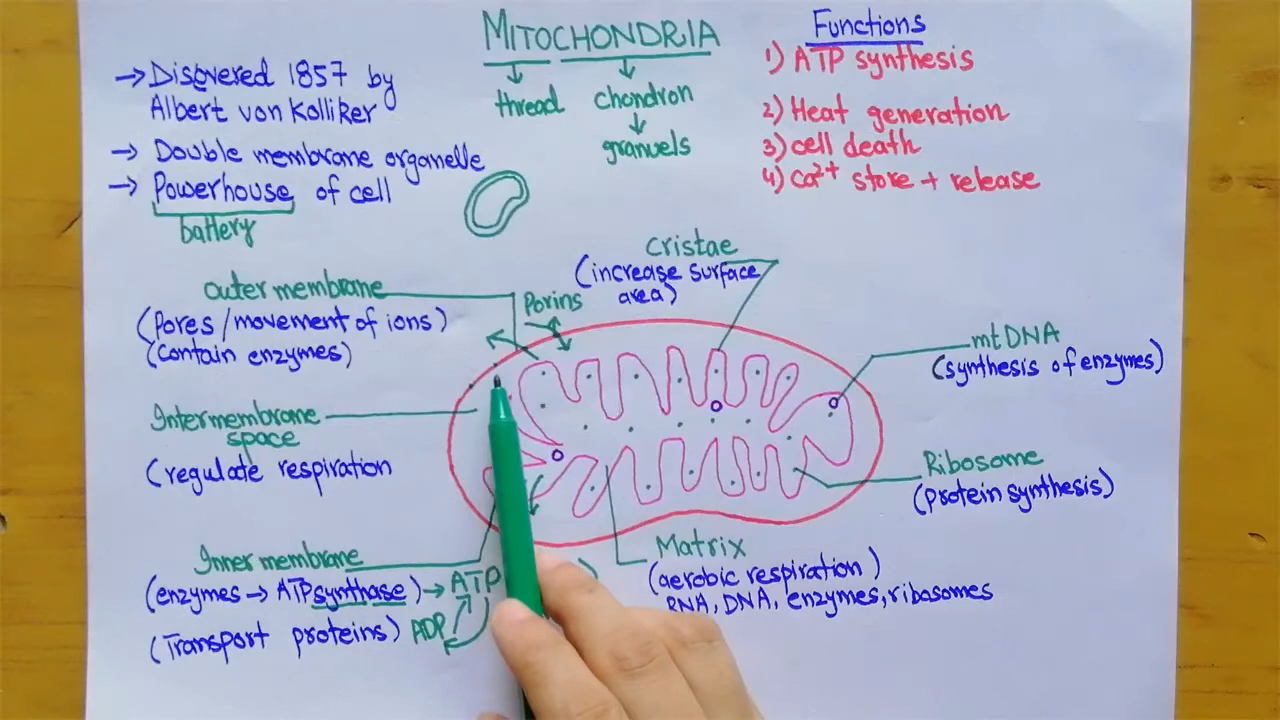 MITOCHONDRIA
thread
chondron
granuels
→ Discovered 1857 by
Albert von Kolliker
→ Double membrane organelle
→ Powerhouse of cell
battery
Functions
1) ATP synthesis
2) Heat generation
3) cell death
4) Ca2+ store + release
cristae
(increase surface
area)
outer membrane
(Pores/movement of ions)
(contain enzymes)
Porins
Intermembrane
space
(regulate respiration
Inner membrane
(enzymes → ATPsynthase) → ATP
(Transport proteins) ADP
mtDNA
(synthesis of enzymes)
Ribosome
(protein synthesis)
Matrix
(aerobic respiration)
RNA, DNA, enzymes, ribosomes